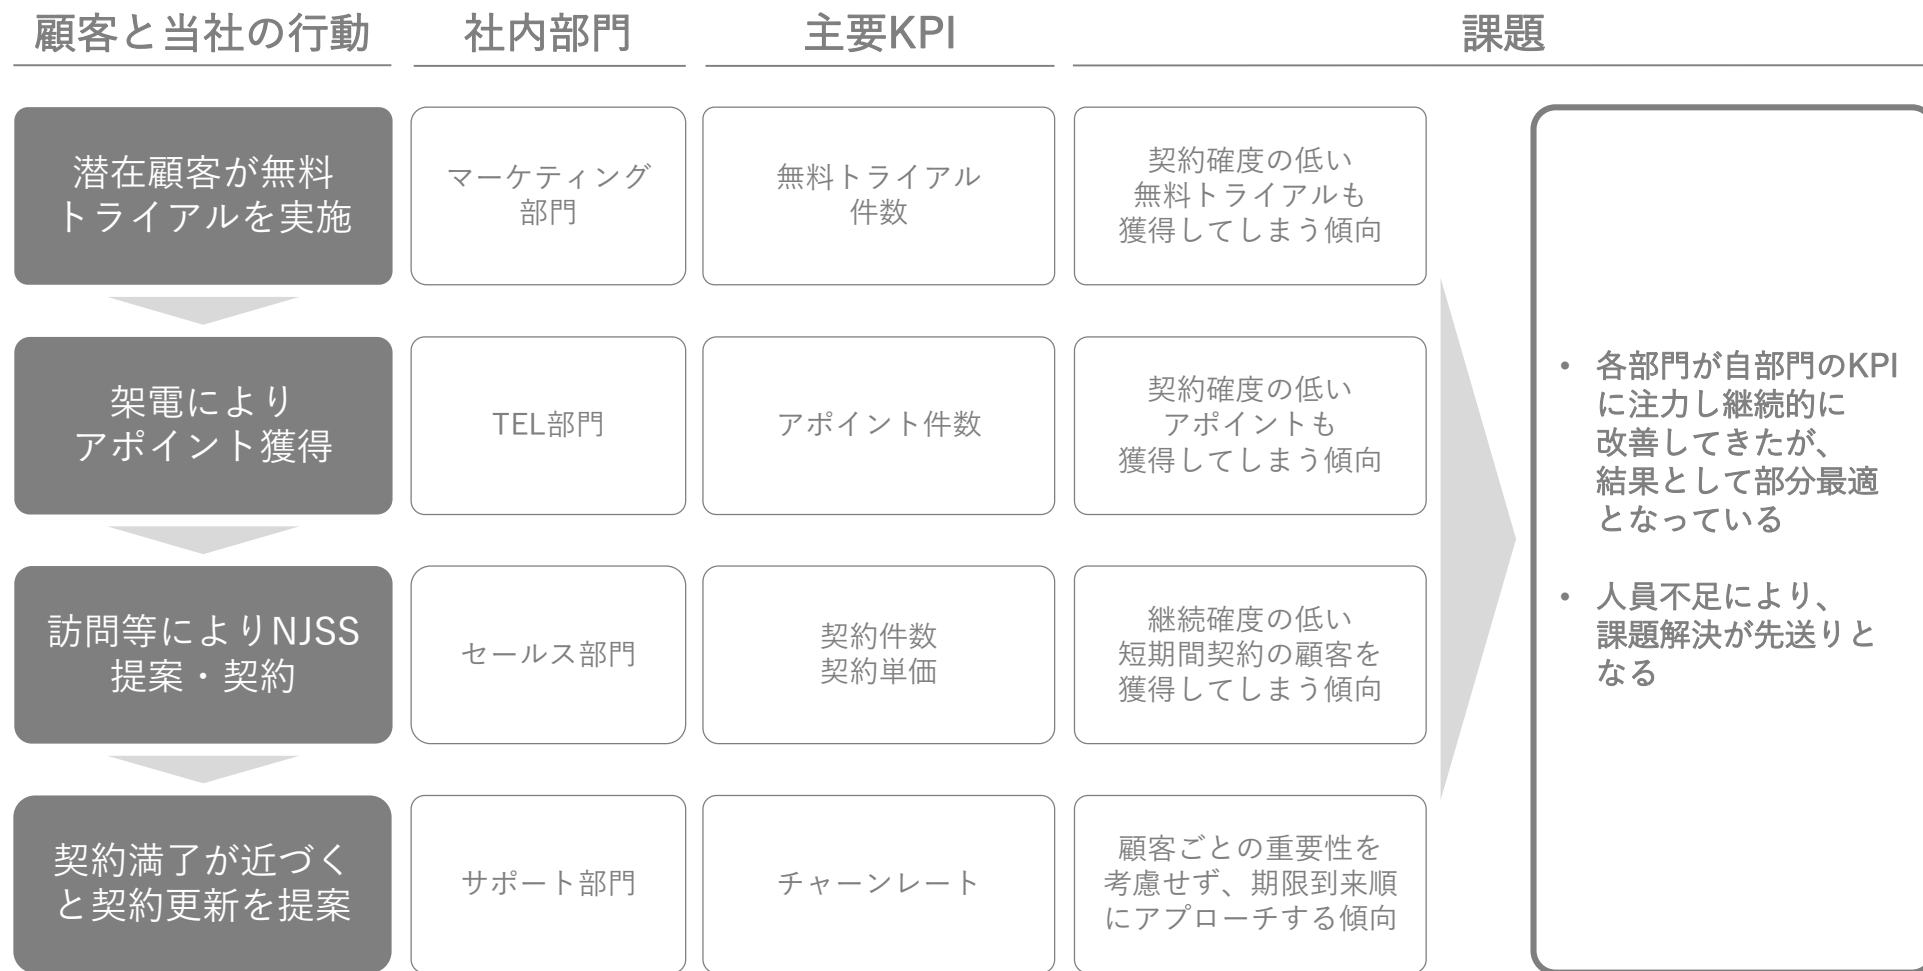 顧客と当社の行動
社内部門
主要KPI
課題
潜在顧客が無料
トライアルを実施
マーケティング
部門
無料トライアル
件数
契約確度の低い
無料トライアルも
獲得してしまう傾向
架電により
アポイント獲得
TEL部門
アポイント件数
契約確度の低い
アポイントも
獲得してしまう傾向
訪問等によりNJSS
提案・契約
セールス部門
契約件数
契約単価
継続確度の低い
短期間契約の顧客を
獲得してしまう傾向
契約満了が近づく
と契約更新を提案
サポート部門
チャーンレート
顧客ごとの重要性を
考慮せず、期限到来順
にアプローチする傾向
• 各部門が自部門のKPI
に注力し継続的に
改善してきたが、
結果として部分最適
となっている
• 人員不足により、
課題解決が先送りと
なる